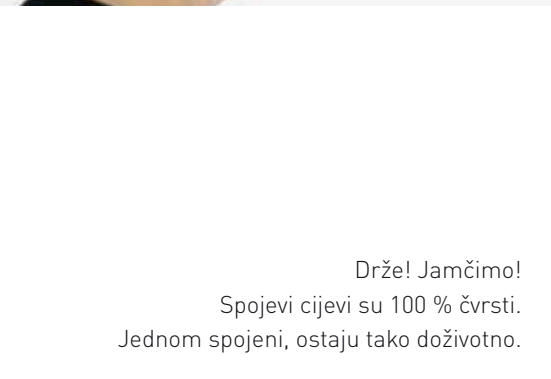 Drže! Jamčimo!
Spojevi cijevi su 100 % čvrsti.
Jednom spojeni, ostaju tako doživotno.